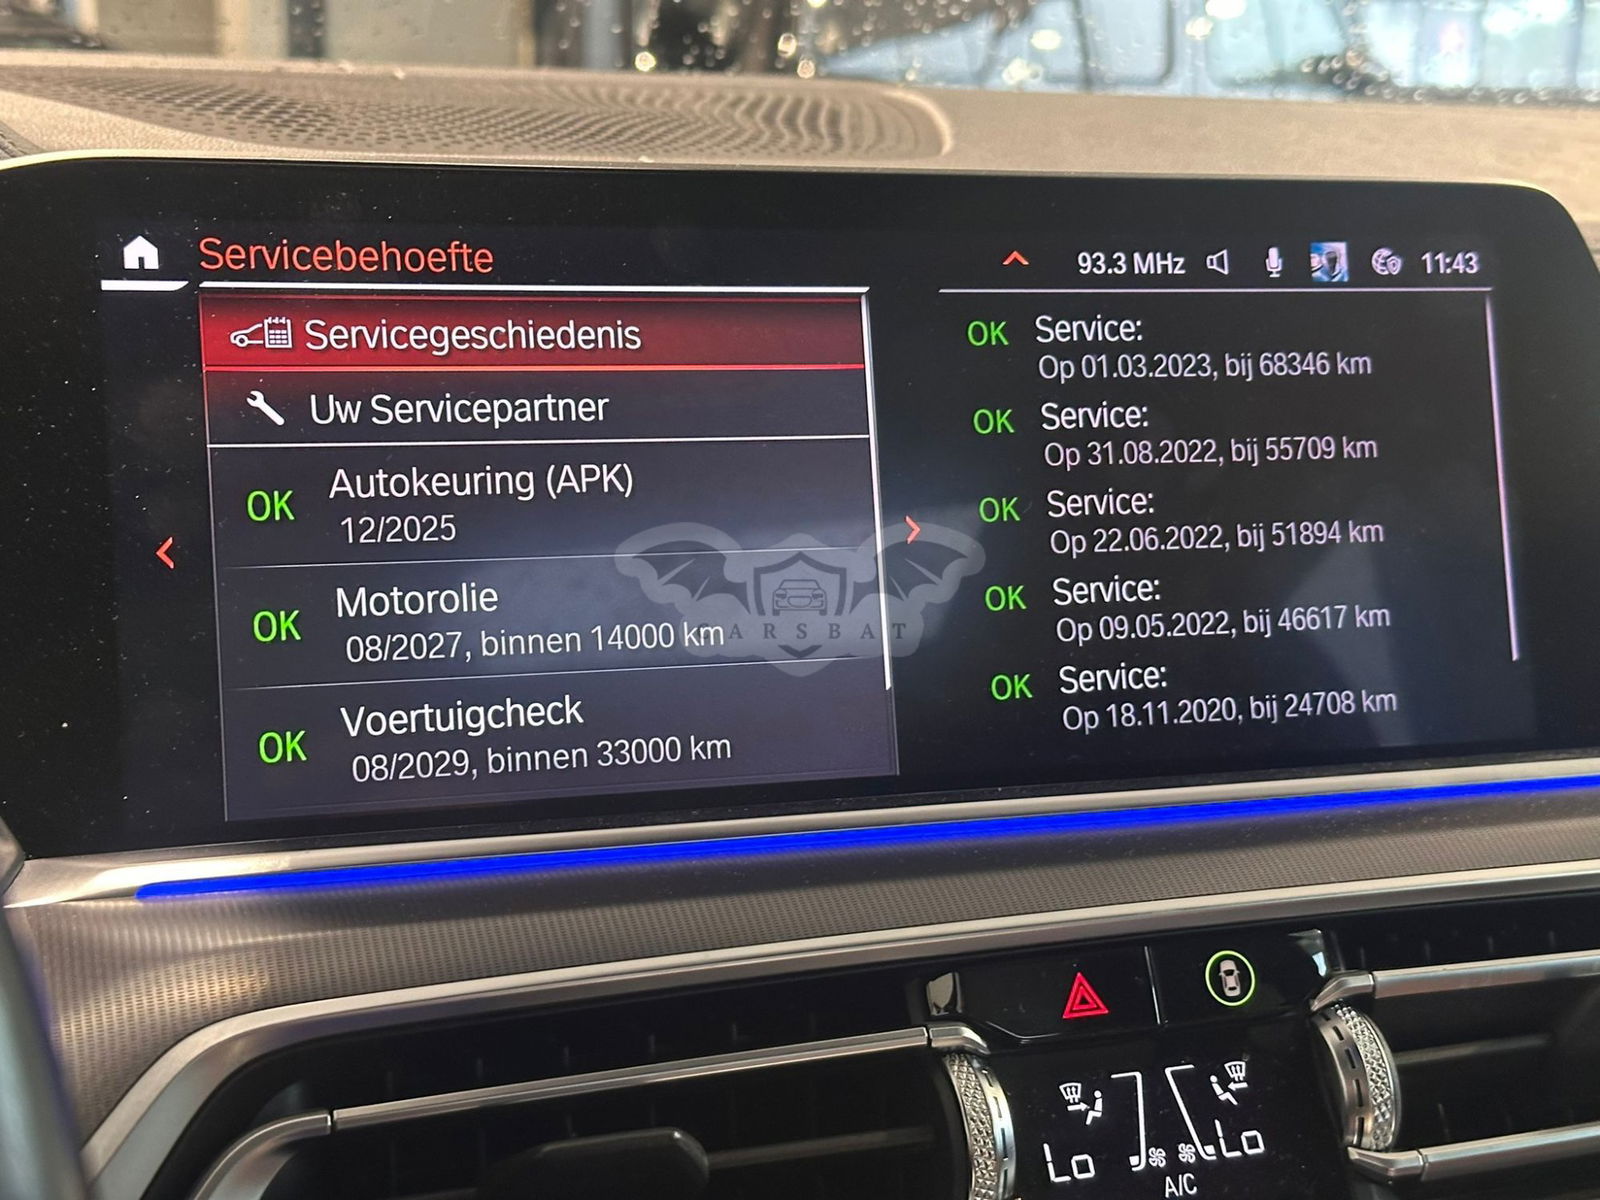 Servicebehoefte
93.3 MHz
11:43
Servicegeschiedenis
Uw Servicepartner
OK
Autokeuring (APK)
12/2025
OK
Motorolie
08/2027, binnen 14000 km
OK
Voertuigcheck
08/2029, binnen 33000 km
OK
Service:
Op 01.03.2023, bij 68346 km
OK
Service:
Op 31.08.2022, bij 55709 km
OK
Service:
Op 22.06.2022, bij 51894 km
OK
Service:
Op 09.05.2022, bij 46617 km
OK
Service:
Op 18.11.2020, bij 24708 km
CARSBAT
Lo
Lo
A/C